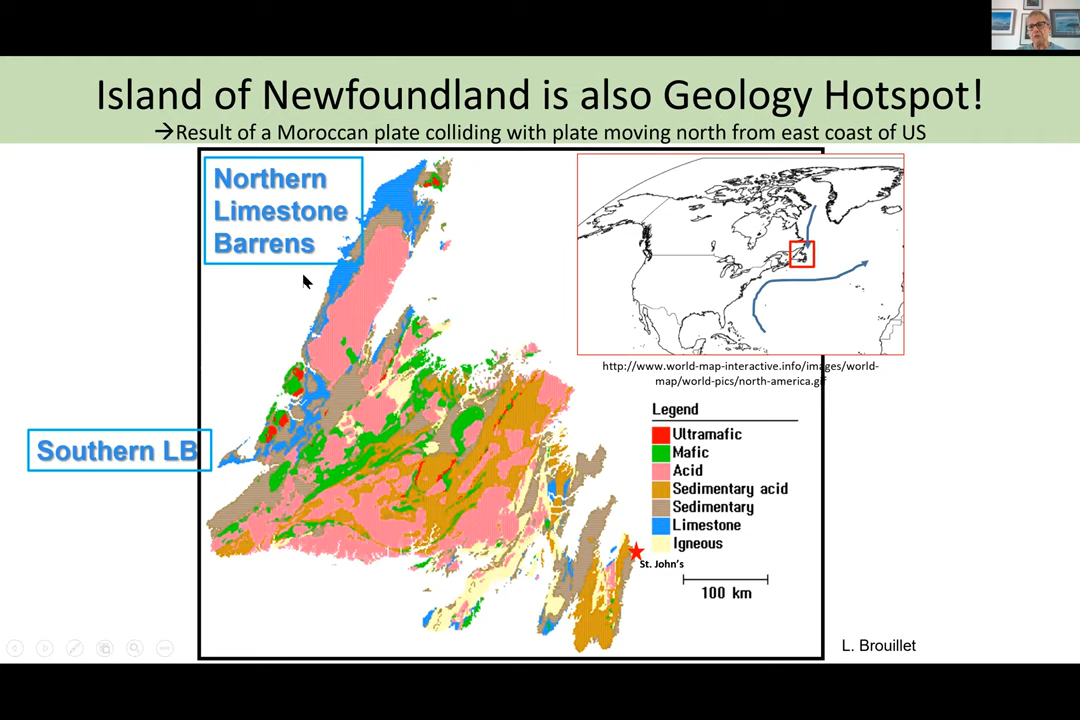 Island of Newfoundland is also Geology Hotspot!
→Result of a Moroccan plate colliding with plate moving north from east coast of US
Northern
Limestone
Barrens
Southern LB
http://www.world-map-interactive.info/images/world-
map/world-pics/north-america.gif
Legend
Ultramafic
Mafic
Acid
Sedimentary acid
Sedimentary
Limestone
Igneous
St. John's
100 km
L. Brouillet